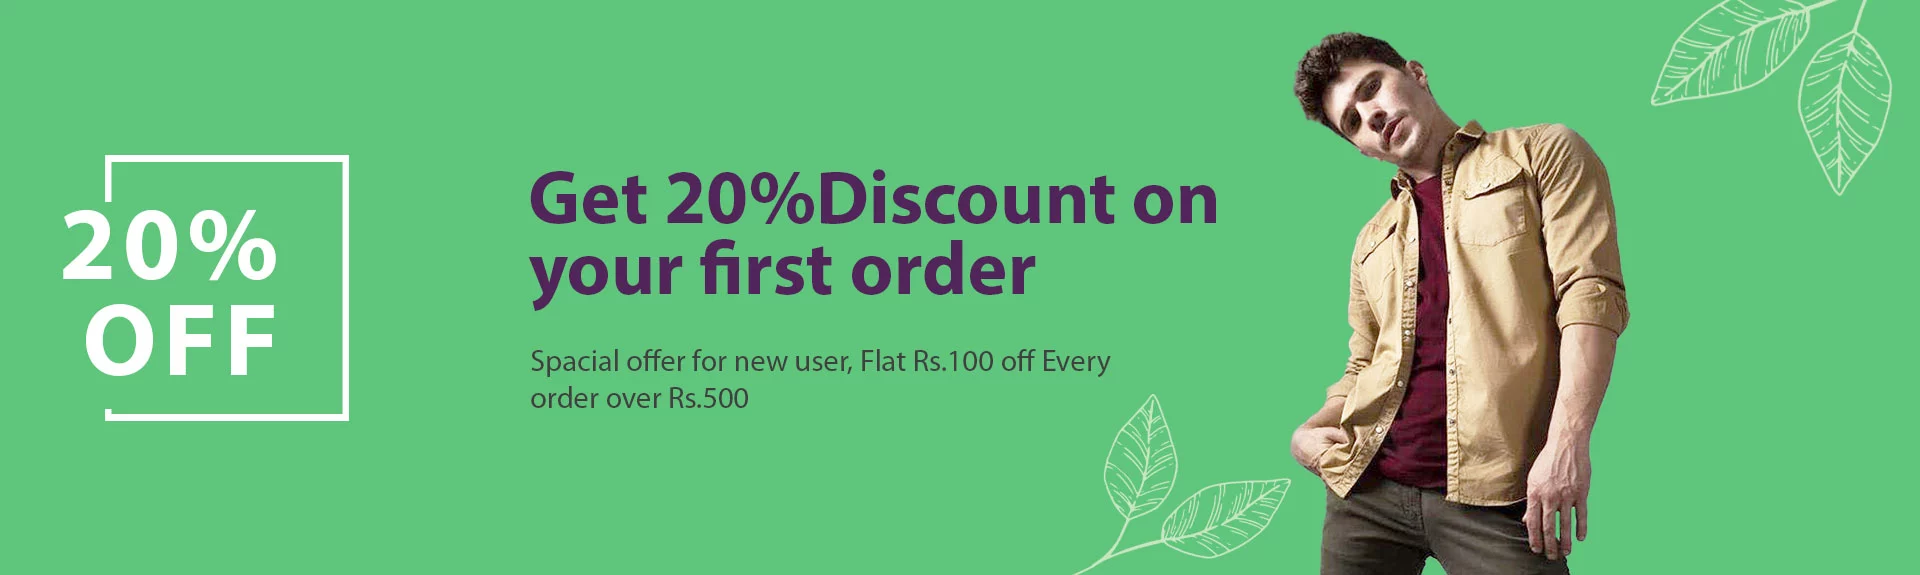 20%
OFF
Get 20%Discount on
your first order
Spacial offer for new user, Flat Rs.100 off Every
order over Rs.500